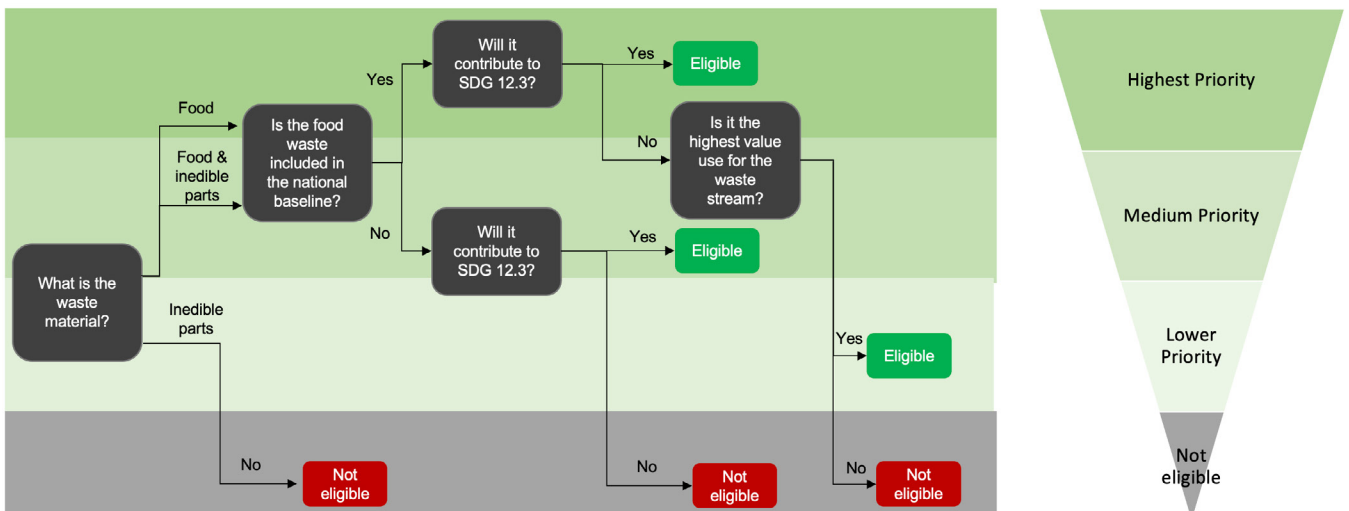 Will it
contribute to
SDG 12.3?
Yes
Eligible
Yes
Highest Priority
Food
Is the food
waste
included in
the national
baseline?
Is it the
highest value
use for the
waste
stream?
No
Food &
inedible
parts
Medium Priority
No
Will it
contribute to
SDG 12.3?
Yes
Eligible
What is the
waste
material?
Inedible
parts
Lower
Priority
Yes
Eligible
No
Not
eligible
No
Not
eligible
No
Not
eligible
Not
eligible